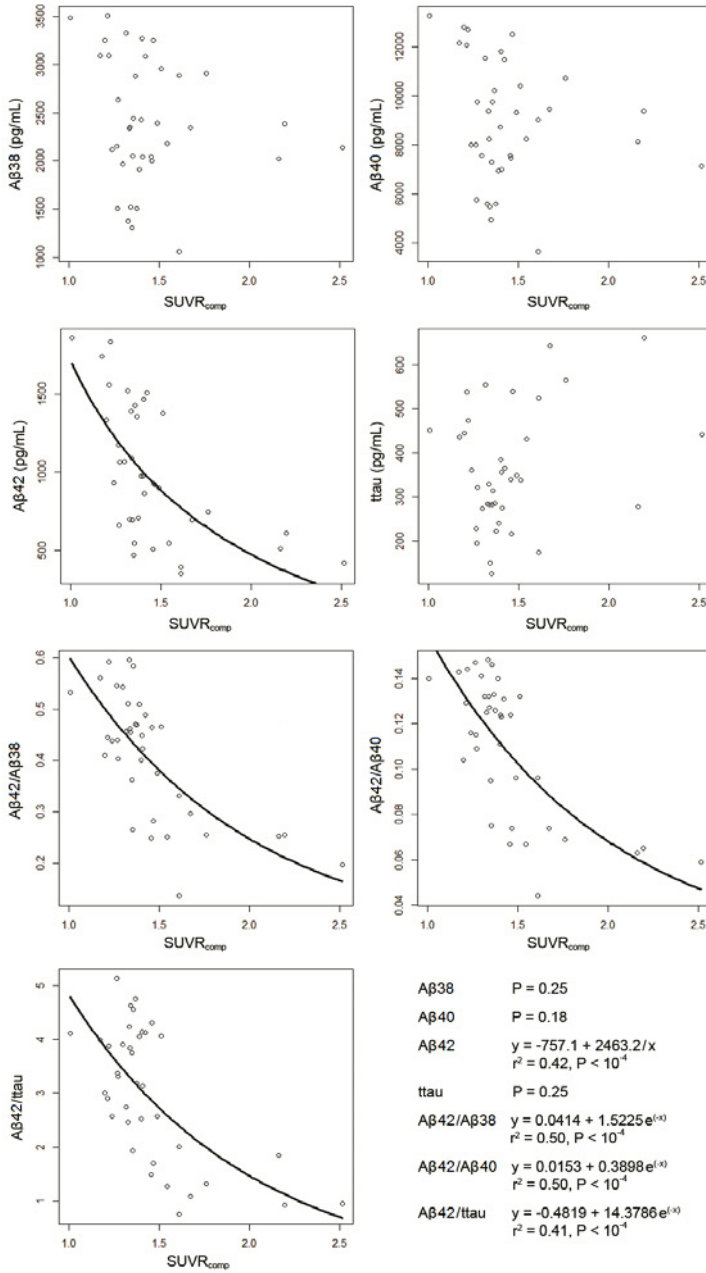 Aβ38 (pg/mL)
3500
3000
2500
2000
1500
1000
1.0 1.5 2.0 2.5
SUVRcomp
Aβ40 (pg/mL)
12000
10000
8000
6000
4000
1.0 1.5 2.0 2.5
SUVRcomp
Aβ42 (pg/mL)
1500
1000
500
1.0 1.5 2.0 2.5
SUVRcomp
ttau (pg/mL)
600
500
400
300
200
1.0 1.5 2.0 2.5
SUVRcomp
Aβ42/Aβ38
0.6
0.5
0.4
0.3
0.2
1.0 1.5 2.0 2.5
SUVRcomp
Aβ42/Aβ40
0.14
0.12
0.10
0.08
0.06
0.04
1.0 1.5 2.0 2.5
SUVRcomp
Aβ42/ttau
5
4
3
2
1
1.0 1.5 2.0 2.5
SUVRcomp
Aβ38 P = 0.25
Aβ40 P = 0.18
Aβ42 y = -757.1 + 2463.2/x
r² = 0.42, P < 10⁻⁴
ttau P = 0.25
Aβ42/Aβ38 y = 0.0414 + 1.5225e⁽⁻ˣ⁾
r² = 0.50, P < 10⁻⁴
Aβ42/Aβ40 y = 0.0153 + 0.3898e⁽⁻ˣ⁾
r² = 0.50, P < 10⁻⁴
Aβ42/ttau y = -0.4819 + 14.3786e⁽⁻ˣ⁾
r² = 0.41, P < 10⁻⁴